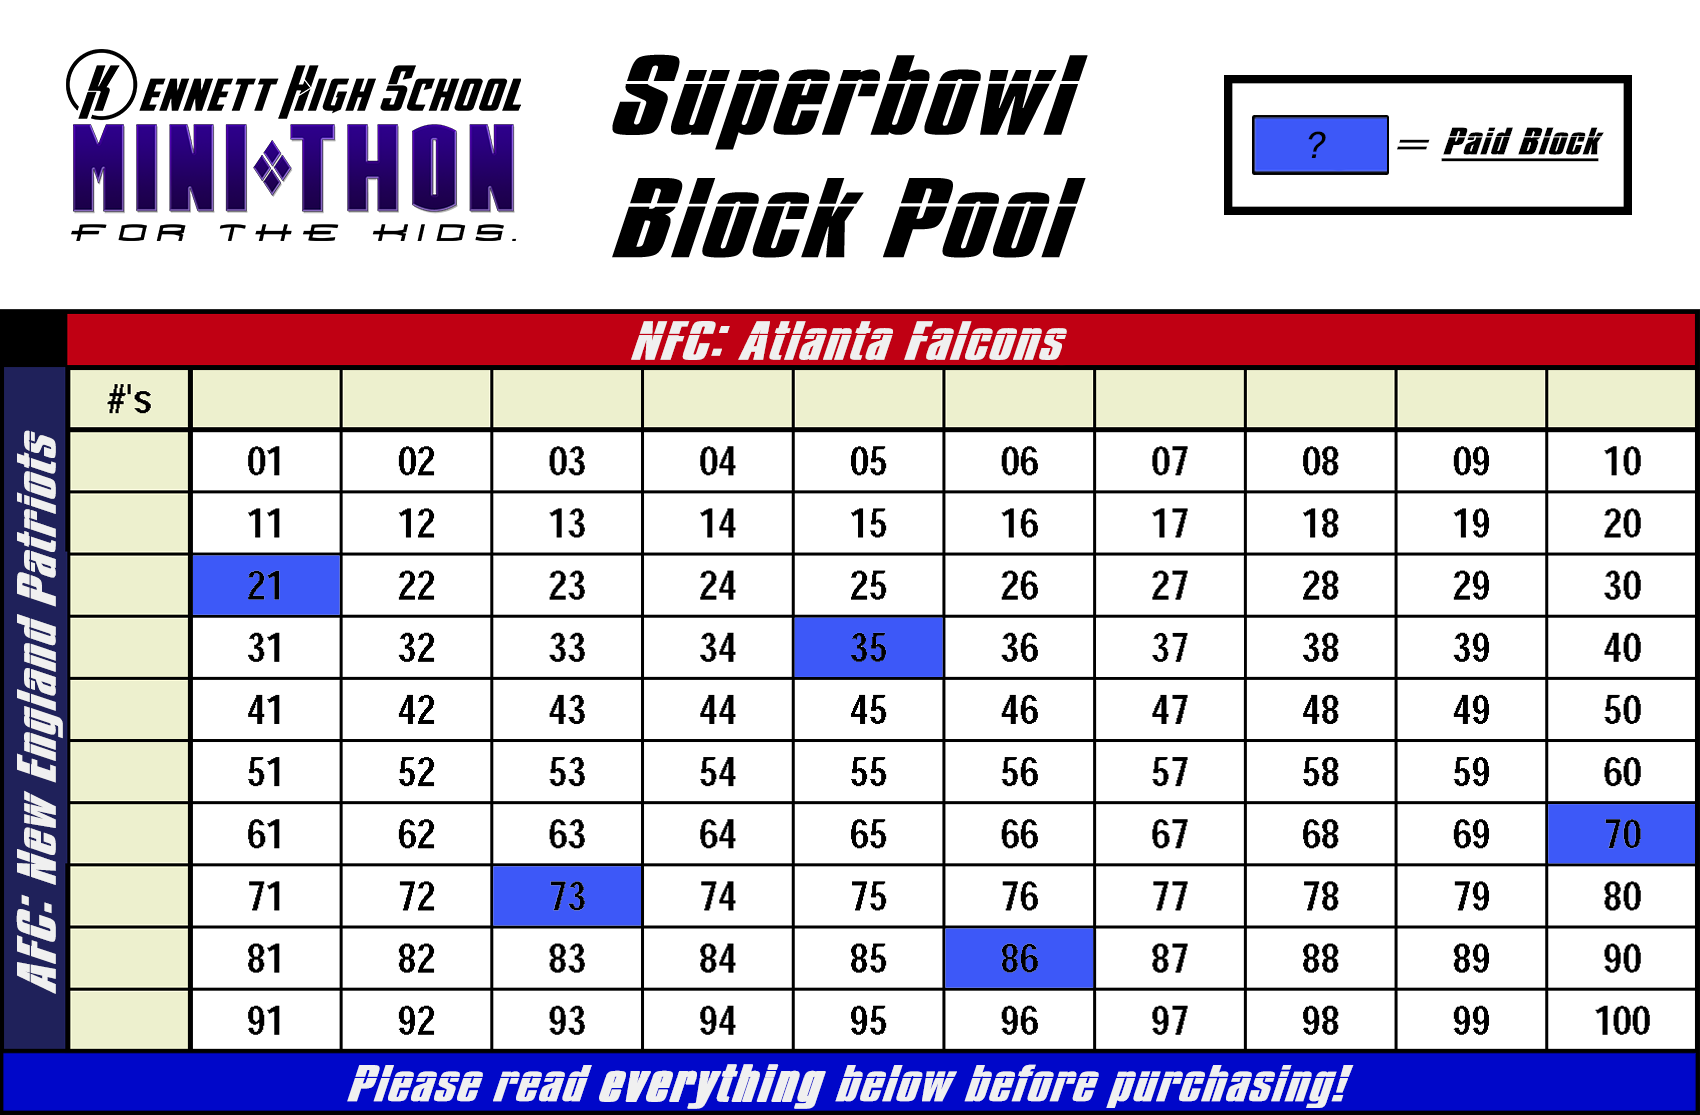 KENNETT HIGH SCHOOL
MINI THON
FOR THE KIDS.
Superbowl
Block Pool
? = Paid Block
NFC: Atlanta Falcons
AFC: New England Patriots
#'s
01 02 03 04 05 06 07 08 09 10
11 12 13 14 15 16 17 18 19 20
21 22 23 24 25 26 27 28 29 30
31 32 33 34 35 36 37 38 39 40
41 42 43 44 45 46 47 48 49 50
51 52 53 54 55 56 57 58 59 60
61 62 63 64 65 66 67 68 69 70
71 72 73 74 75 76 77 78 79 80
81 82 83 84 85 86 87 88 89 90
91 92 93 94 95 96 97 98 99 100
Please read everything below before purchasing!